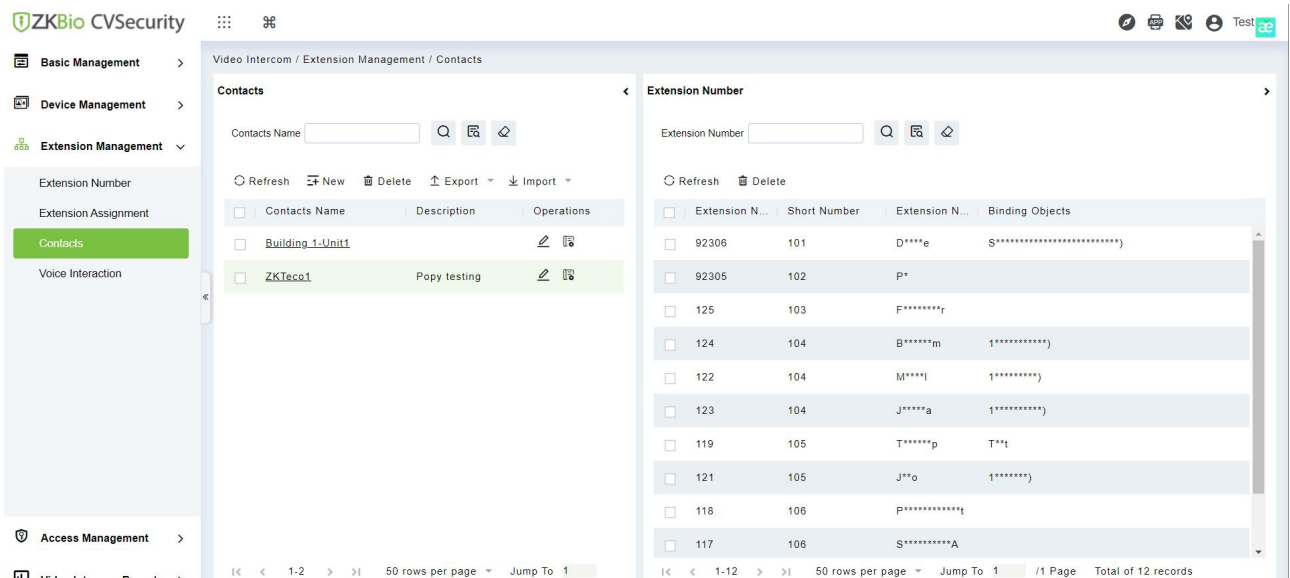 ZKBio CVSecurity
APP
Test æ
Basic Management
Device Management
Extension Management
Extension Number
Extension Assignment
Contacts
Voice Interaction
Access Management
Video Intercom / Extension Management / Contacts
Contacts
Contacts Name
Refresh New Delete Export Import
Contacts Name Description Operations
Building 1-Unit1
ZKTeco1 Popy testing
1-2 50 rows per page Jump To 1
Extension Number
Extension Number
Refresh Delete
Extension N... Short Number Extension N... Binding Objects
92306 101 D****e S***************************)
92305 102 P*
125 103 F********r
124 104 B******m 1***********)
122 104 M****l 1*********)
123 104 J*****a 1**********)
119 105 T******p T**t
121 105 J**o 1*******)
118 106 P************t
117 106 S**********A
1-12 50 rows per page Jump To 1 /1 Page Total of 12 records